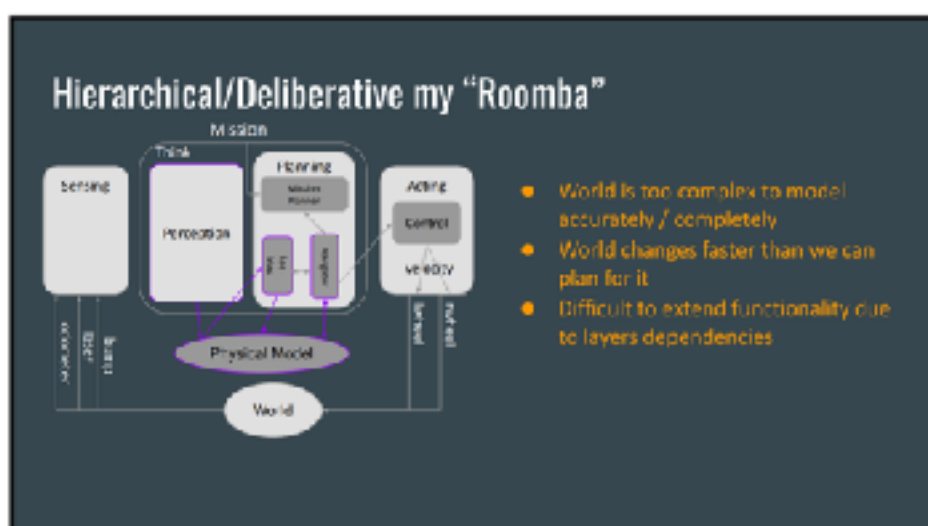 Hierarchical/Deliberative my “Roomba”
Mission
Think
Sensing
Perception
Planning
Mission
Planner
Acting
Control
velocity
Physical Model
World
● World is too complex to model
accurately / completely
● World changes faster than we can
plan for it
● Difficult to extend functionality due
to layers dependencies